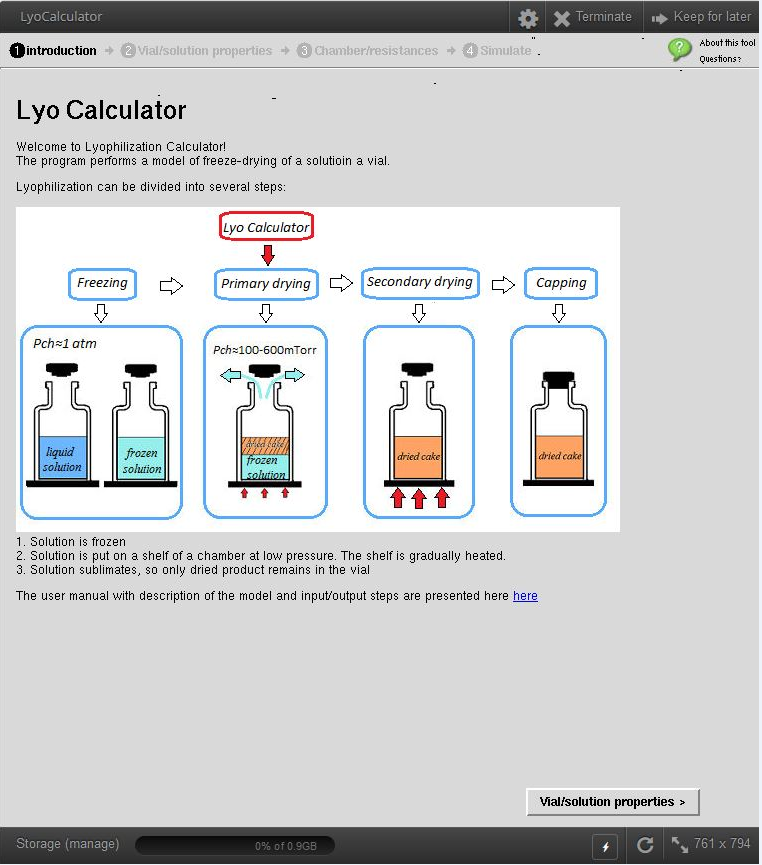 LyoCalculator
Terminate
Keep for later
1 introduction
2 Vial/solution properties
3 Chamber/resistances
4 Simulate
About this tool
Questions?
Lyo Calculator
Welcome to Lyophilization Calculator!
The program performs a model of freeze-drying of a solutioin a vial.
Lyophilization can be divided into several steps:
Lyo Calculator
Freezing
Primary drying
Secondary drying
Capping
Pch≈1 atm
Pch≈100-600mTorr
liquid
solution
frozen
solution
dried cake
frozen
solution
dried cake
dried cake
1. Solution is frozen
2. Solution is put on a shelf of a chamber at low pressure. The shelf is gradually heated.
3. Solution sublimates, so only dried product remains in the vial
The user manual with description of the model and input/output steps are presented here here
Vial/solution properties >
Storage (manage)
0% of 0.9GB
761 x 794